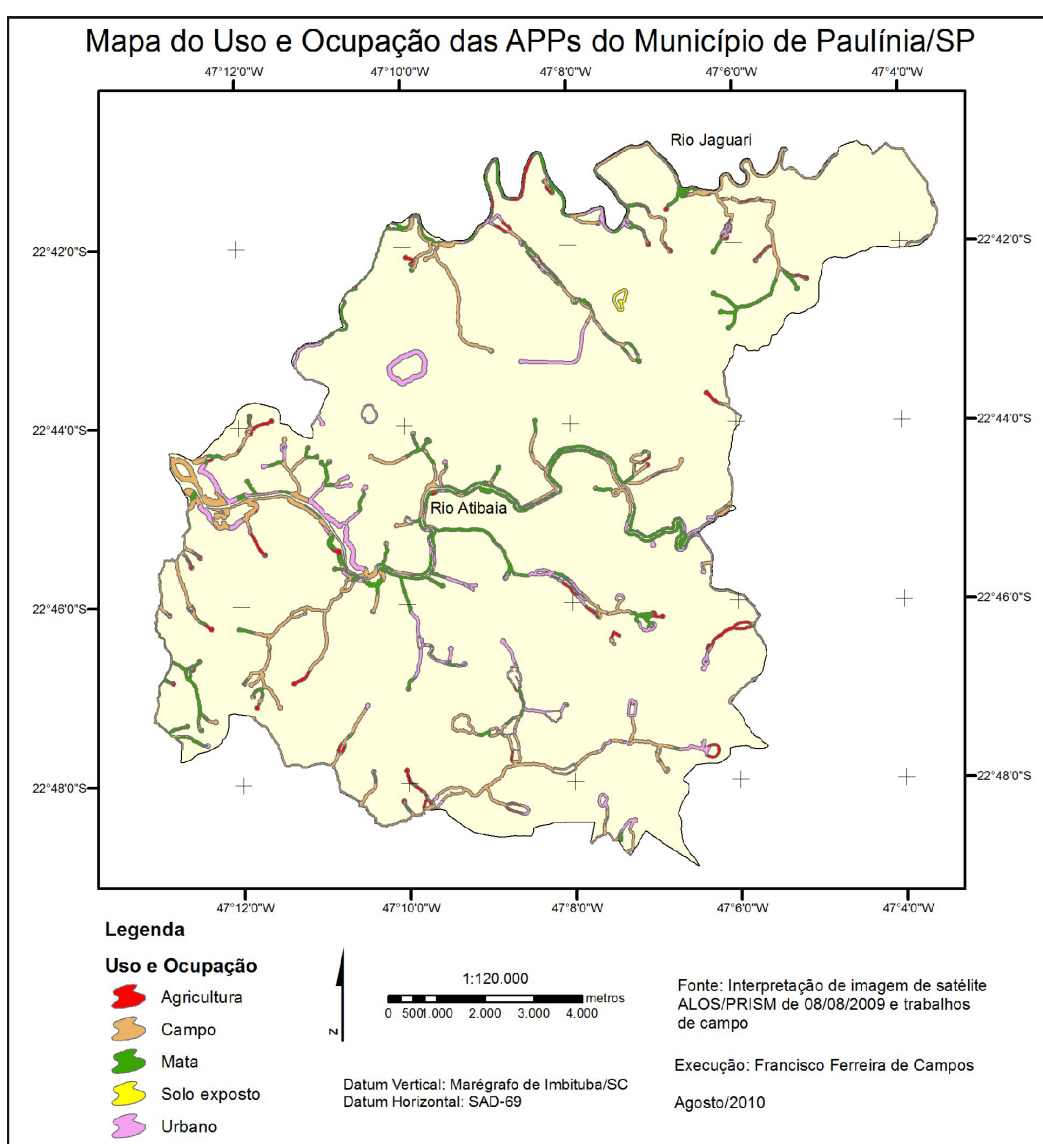 Mapa do Uso e Ocupação das APPs do Município de Paulínia/SP
47°12'0"W 47°10'0"W 47°8'0"W 47°6'0"W 47°4'0"W
Rio Jaguari
22°42'0"S 22°42'0"S
22°44'0"S 22°44'0"S
Rio Atibaia
22°46'0"S 22°46'0"S
22°48'0"S 22°48'0"S
47°12'0"W 47°10'0"W 47°8'0"W 47°6'0"W 47°4'0"W
Legenda
Uso e Ocupação
Agricultura
Campo
Mata
Solo exposto
Urbano
N
1:120.000
metros
0 500 1.000 2.000 3.000 4.000
Datum Vertical: Marégrafo de Imbituba/SC
Datum Horizontal: SAD-69
Fonte: Interpretação de imagem de satélite
ALOS/PRISM de 08/08/2009 e trabalhos
de campo
Execução: Francisco Ferreira de Campos
Agosto/2010